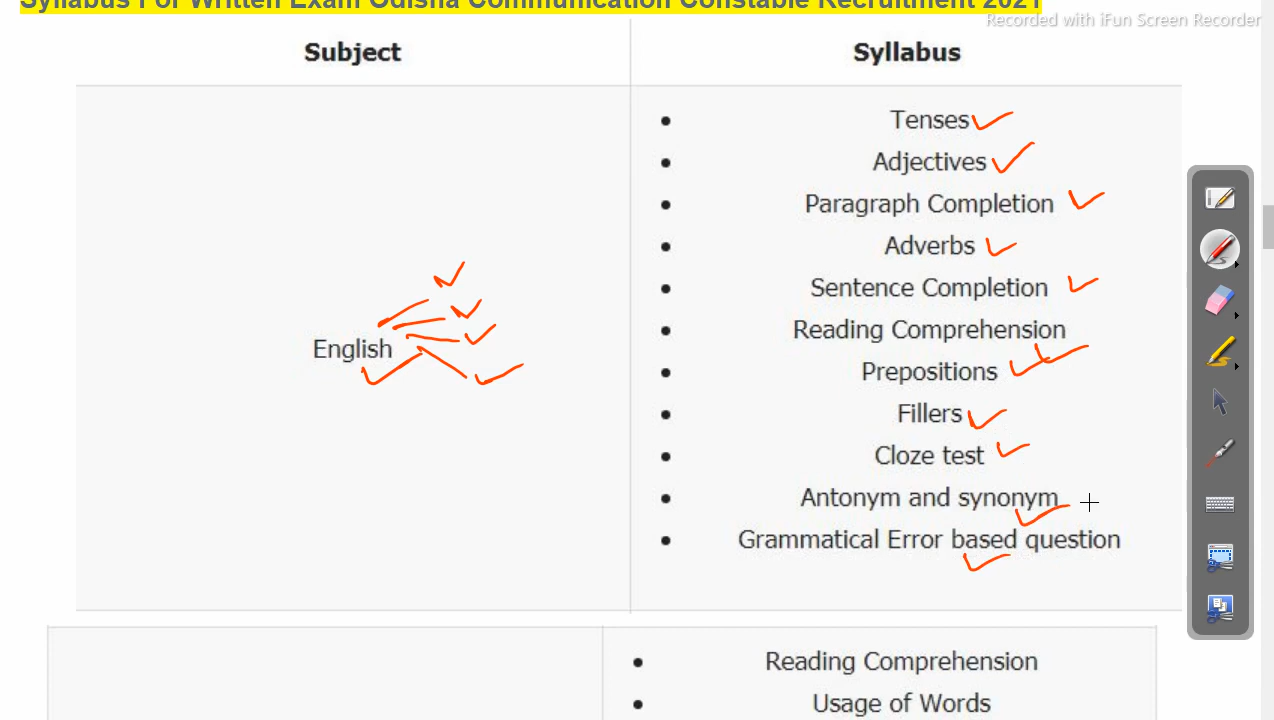 Syllabus For Written Exam Odisha Communication Constable Recruitment 2021
Recorded with iFun Screen Recorder
Subject
Syllabus
Tenses
Adjectives
Paragraph Completion
Adverbs
Sentence Completion
Reading Comprehension
English
Prepositions
Fillers
Cloze test
Antonym and synonym
Grammatical Error based question
Reading Comprehension
Usage of Words